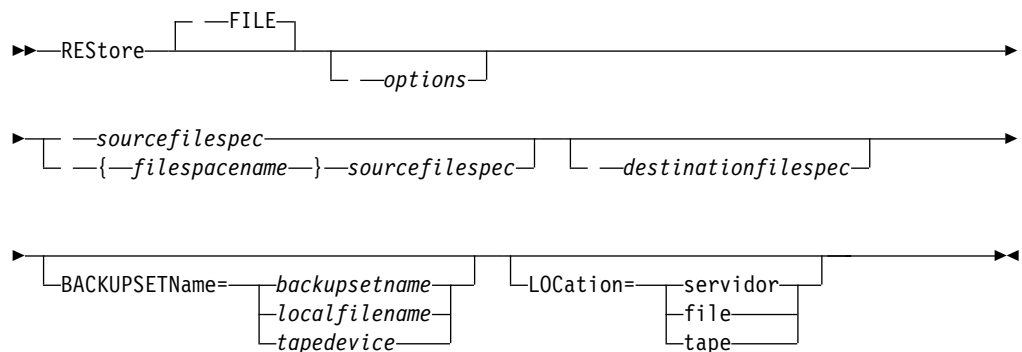 FILE
REStore
options
sourcefilespec
{filespacename}sourcefilespec
destinationfilespec
BACKUPSETName=
backupsetname
localfilename
tapedevice
LOCation=
servidor
file
tape